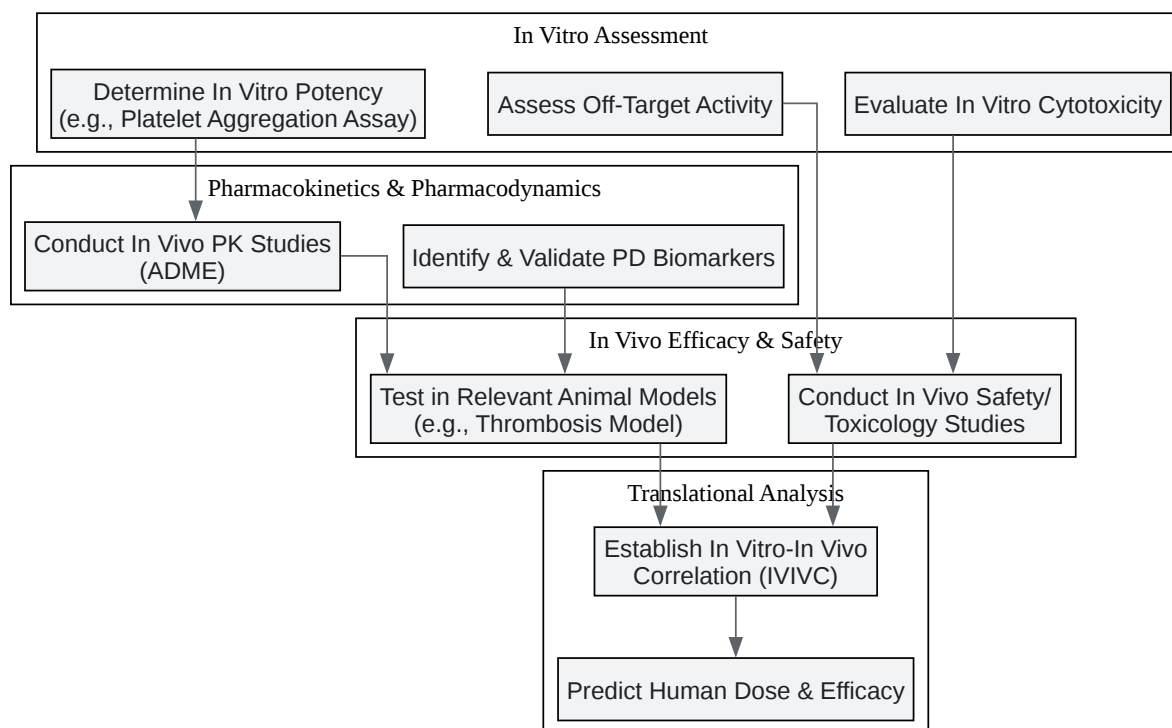 In Vitro Assessment
Determine In Vitro Potency
(e.g., Platelet Aggregation Assay)
Assess Off-Target Activity
Evaluate In Vitro Cytotoxicity
Pharmacokinetics & Pharmacodynamics
Conduct In Vivo PK Studies
(ADME)
Identify & Validate PD Biomarkers
In Vivo Efficacy & Safety
Test in Relevant Animal Models
(e.g., Thrombosis Model)
Conduct In Vivo Safety/
Toxicology Studies
Translational Analysis
Establish In Vitro-In Vivo
Correlation (IVIVC)
Predict Human Dose & Efficacy